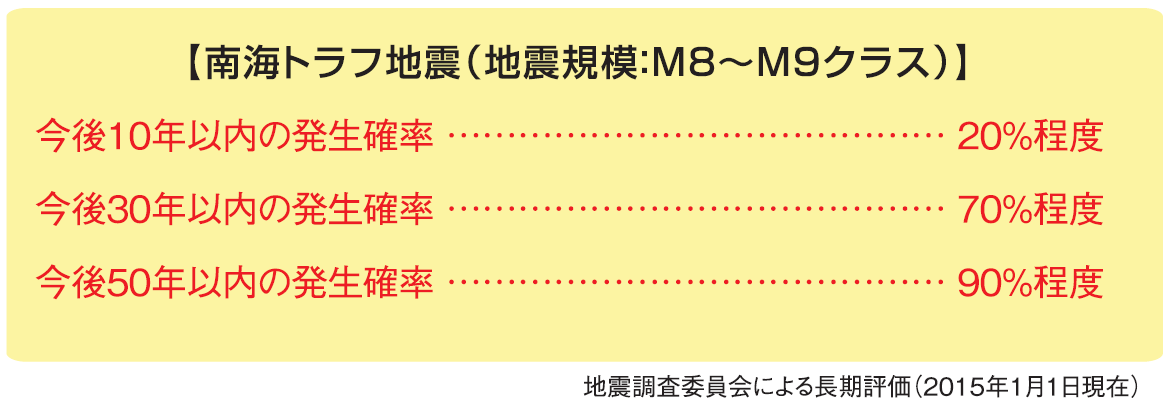 【南海トラフ地震（地震規模：M8～M9クラス）】
今後10年以内の発生確率 ……………………………………… 20%程度
今後30年以内の発生確率 ……………………………………… 70%程度
今後50年以内の発生確率 ……………………………………… 90%程度
地震調査委員会による長期評価（2015年1月1日現在）